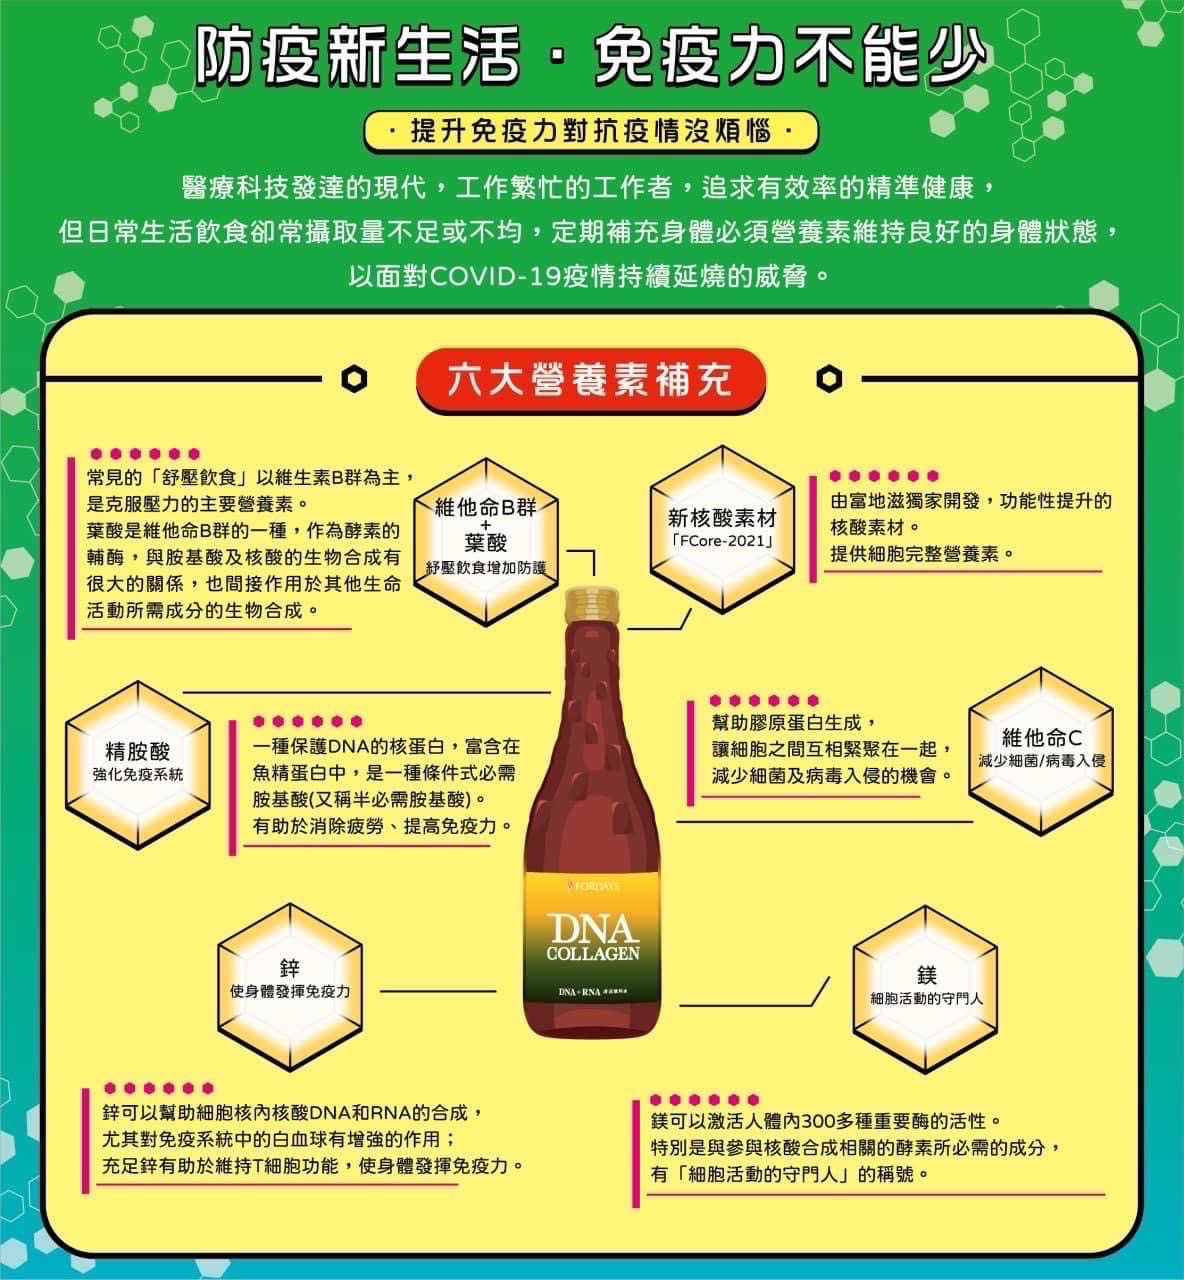 防疫新生活·免疫力不能少
·提升免疫力對抗疫情沒煩惱·
醫療科技發達的現代，工作繁忙的工作者，追求有效率的精準健康，
但日常生活飲食卻常攝取量不足或不均，定期補充身體必須營養素維持良好的身體狀態，
以面對COVID-19疫情持續延燒的威脅。
六大營養素補充
常見的「舒壓飲食」以維生素B群為主，
是克服壓力的主要營養素。
葉酸是維他命B群的一種，作為酵素的
輔酶，與胺基酸及核酸的生物合成有
很大的關係，也間接作用於其他生命
活動所需成分的生物合成。
維他命B群
+
葉酸
紓壓飲食增加防護
新核酸素材
「FCore-2021」
由富地滋獨家開發，功能性提升的
核酸素材。
提供細胞完整營養素。
精胺酸
強化免疫系統
一種保護DNA的核蛋白，富含在
魚精蛋白中，是一種條件式必需
胺基酸(又稱半必需胺基酸)。
有助於消除疲勞、提高免疫力。
幫助膠原蛋白生成，
讓細胞之間互相緊聚在一起，
減少細菌及病毒入侵的機會。
維他命C
減少細菌/病毒入侵
FORDAYS
DNA
COLLAGEN
DNA+RNA
鋅
使身體發揮免疫力
鎂
細胞活動的守門人
鋅可以幫助細胞核內核酸DNA和RNA的合成，
尤其對免疫系統中的白血球有增強的作用；
充足鋅有助於維持T細胞功能，使身體發揮免疫力。
鎂可以激活人體內300多種重要酶的活性。
特別是與參與核酸合成相關的酵素所必需的成分，
有「細胞活動的守門人」的稱號。